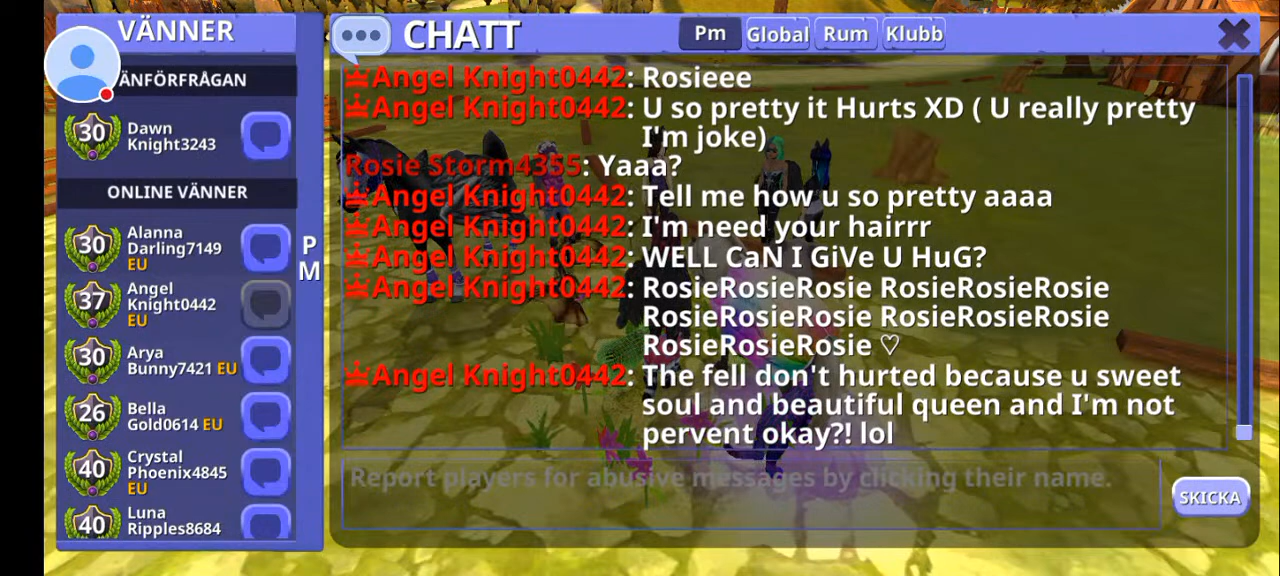 VÄNNER
ÄNFÖRFRÅGAN
30 Dawn
Knight3243
ONLINE VÄNNER
30 Alanna
Darling7149
EU
37 Angel
Knight0442
EU
30 Arya
Bunny7421 EU
26 Bella
Gold0614 EU
40 Crystal
Phoenix4845
EU
40 Luna
Ripples8684
P
M
CHATT
Pm Global Rum Klubb
Angel Knight0442: Rosieee
Angel Knight0442: U so pretty it Hurts XD ( U really pretty
I'm joke)
Rosie Storm4355: Yaaa?
Angel Knight0442: Tell me how u so pretty aaaa
Angel Knight0442: I'm need your hairrr
Angel Knight0442: WELL CaN I GiVe U HuG?
Angel Knight0442: RosieRosieRosie RosieRosieRosie
RosieRosieRosie RosieRosieRosie
RosieRosieRosie ♡
Angel Knight0442: The fell don't hurted because u sweet
soul and beautiful queen and I'm not
pervent okay?! lol
Report players for abusive messages by clicking their name.
SKICKA